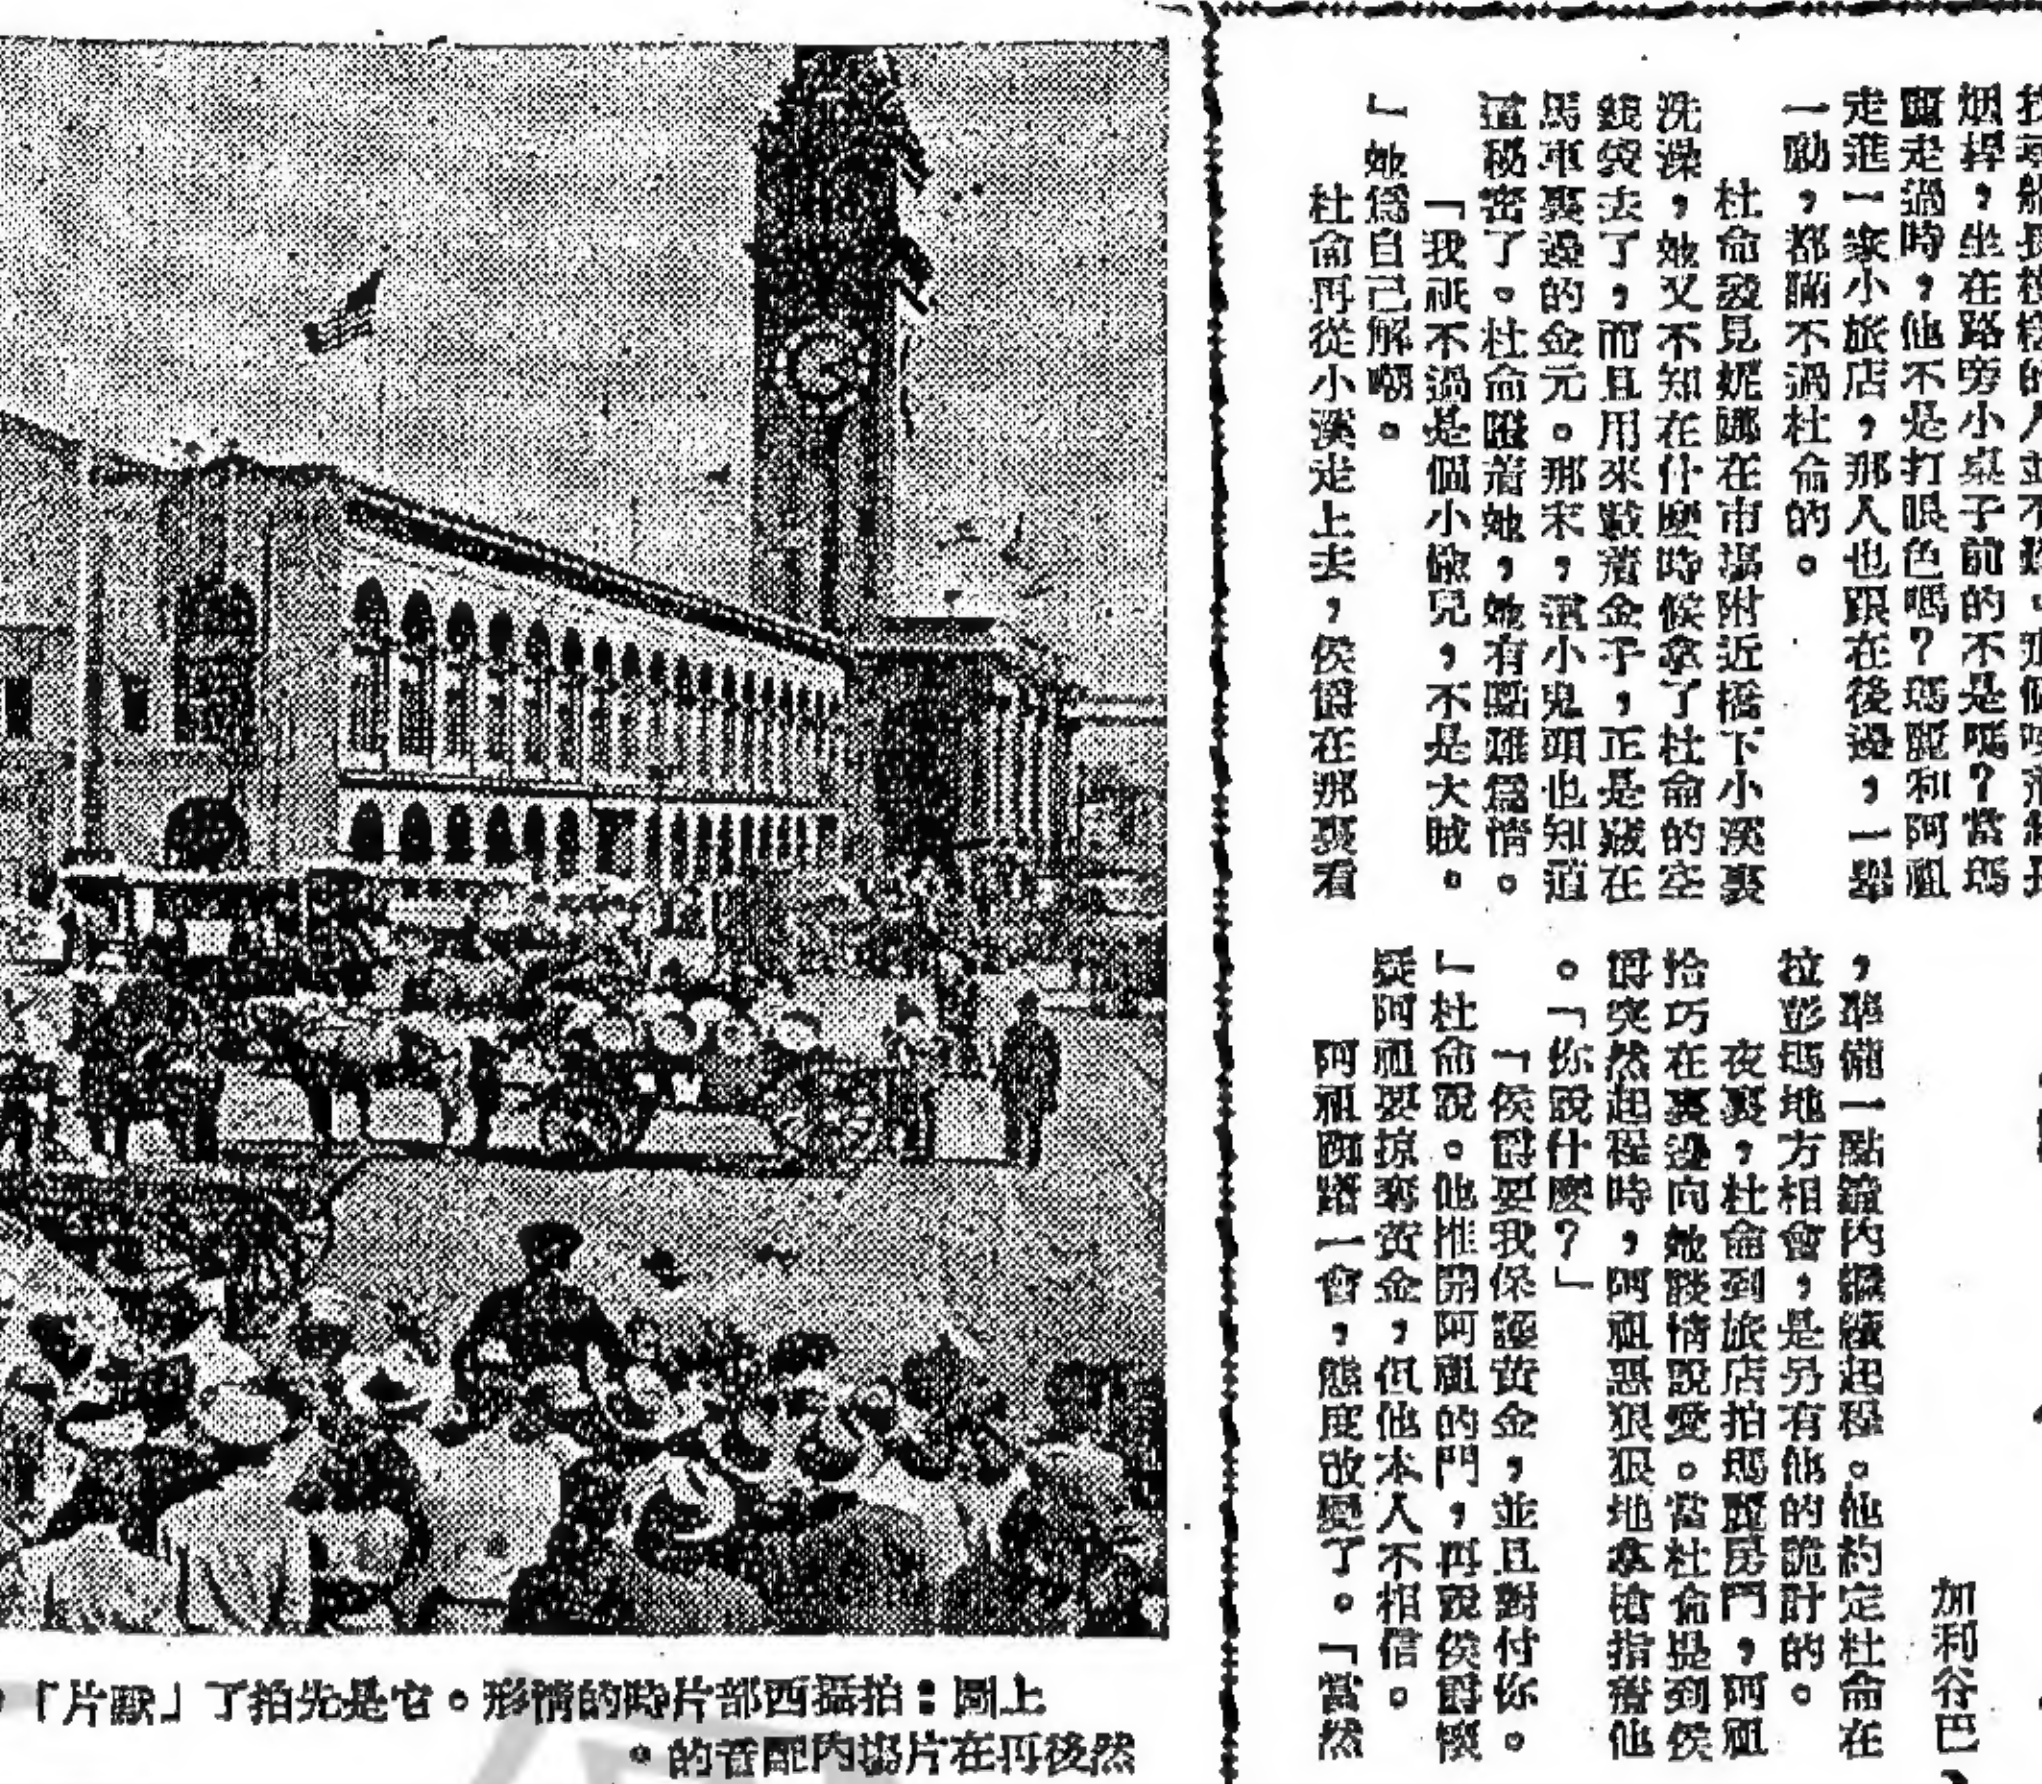 烟桿，坐在路旁小桌子前的不是嗎？當瑪
麗走過時，他不是打眼色嗎？瑪麗和阿祖
走進一家小旅店，那人也跟在後邊，一舉
一動，都瞞不過杜侖的。
杜侖發見妮娜在市場附近橋下小溪裏
洗澡，她又不知在什麽時候拿了杜侖的空
銀袋去了，而且用來載着金子，正是藏在
馬車裏邊的金元。那末，這小鬼頭也知道
這秘密了。杜侖瞪着她，她有點難爲情。
「我祇不過是個小偸兒，不是大賊。
」她爲自己解嘲。
杜侖再從小溪走上去，侯爵在那裏看
加利谷巴、
，準備一點鐘內繼續起程。他約定杜侖在
拉彭瑪地方相會，是另有他的詭計的。
夜裏，杜侖到旅店拍瑪麗房門，阿祖
恰巧在裏邊向她談情說愛。當杜侖提到侯
爵突然起程時，阿祖惡狠狠地拿槍指着他
。「你說什麽？」
「侯爵要我保護黃金，並且對付你。
」杜侖說。他推開阿祖的門，再說侯爵懷
疑阿祖要掠奪黃金，但他本人不相信。
阿祖躊一會，態度改變了。「當然
上圖：拍攝西部片時的情形。它是先拍了「默片」，
然後再在片塲內配音的。